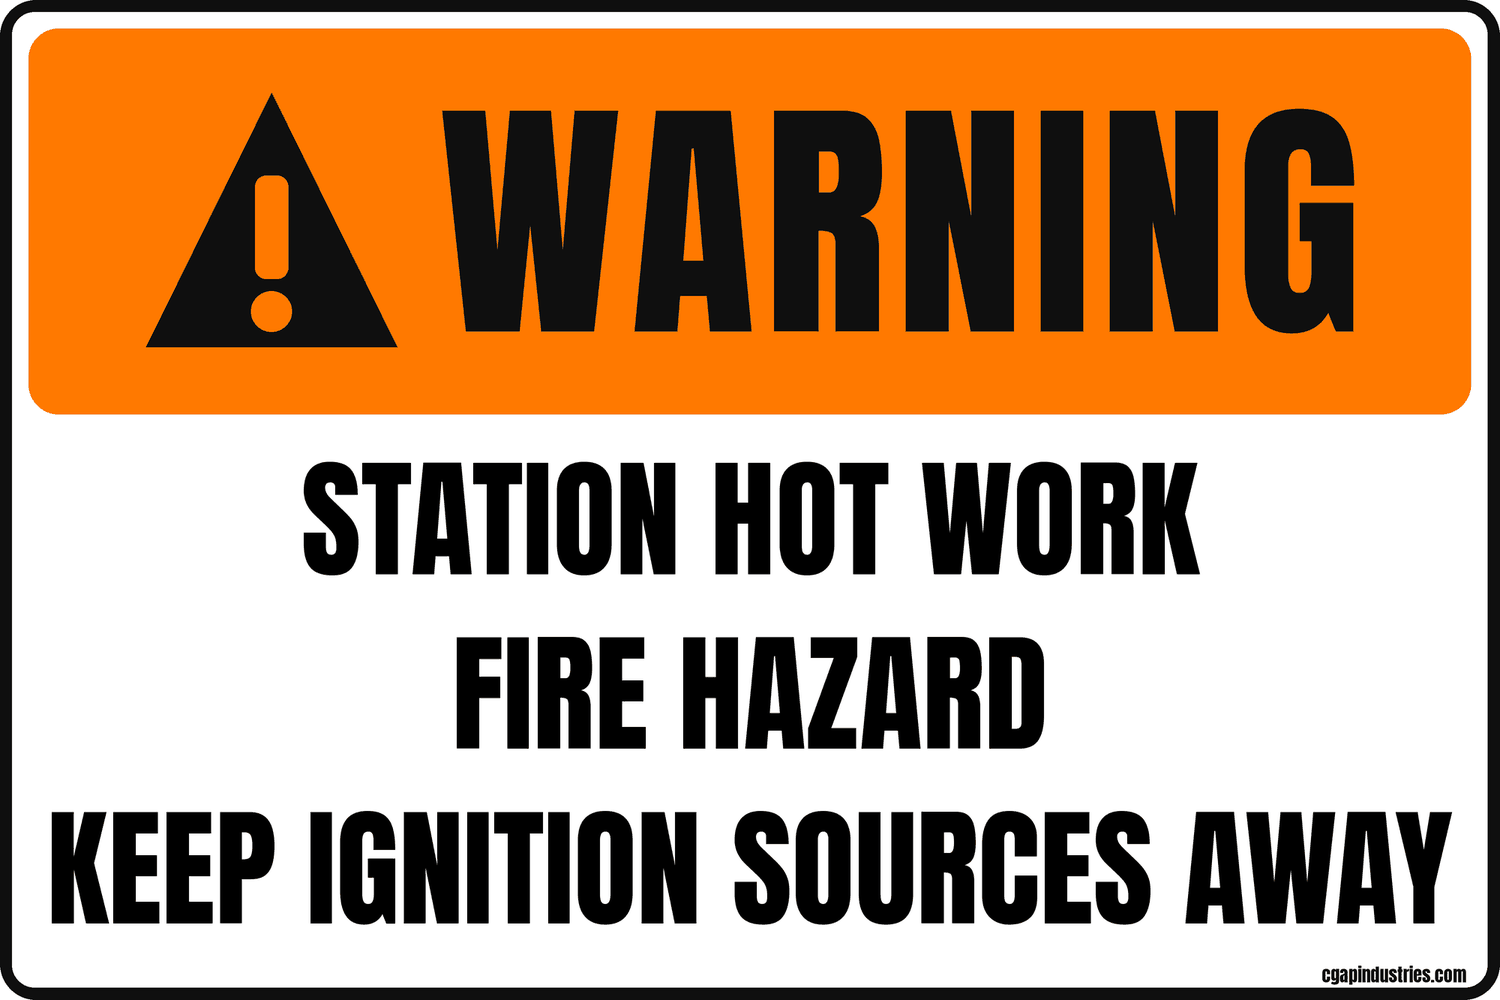 WARNING
STATION HOT WORK
FIRE HAZARD
KEEP IGNITION SOURCES AWAY
cgapindustries.com